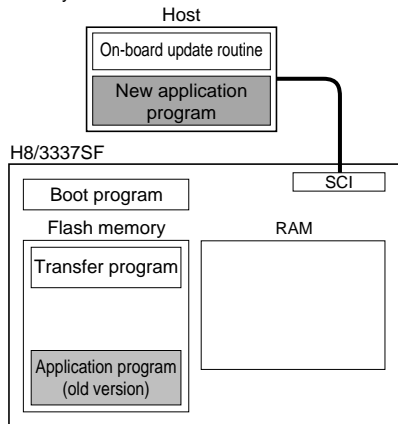 Host
On-board update routine
New application
program
H8/3337SF
SCI
Boot program
Flash memory
RAM
Transfer program
Application program
(old version)